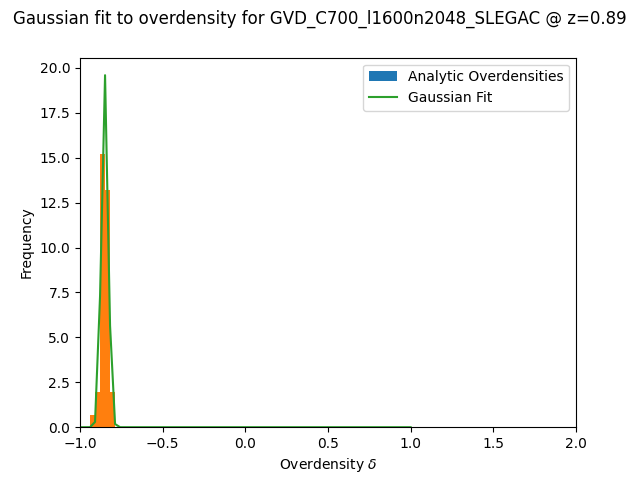 Gaussian fit to overdensity for GVD_C700_l1600n2048_SLEGAC @ z=0.89
Analytic Overdensities
Gaussian Fit
Frequency
20.0
17.5
15.0
12.5
10.0
7.5
5.0
2.5
0.0
−1.0 −0.5 0.0 0.5 1.0 1.5 2.0
Overdensity δ